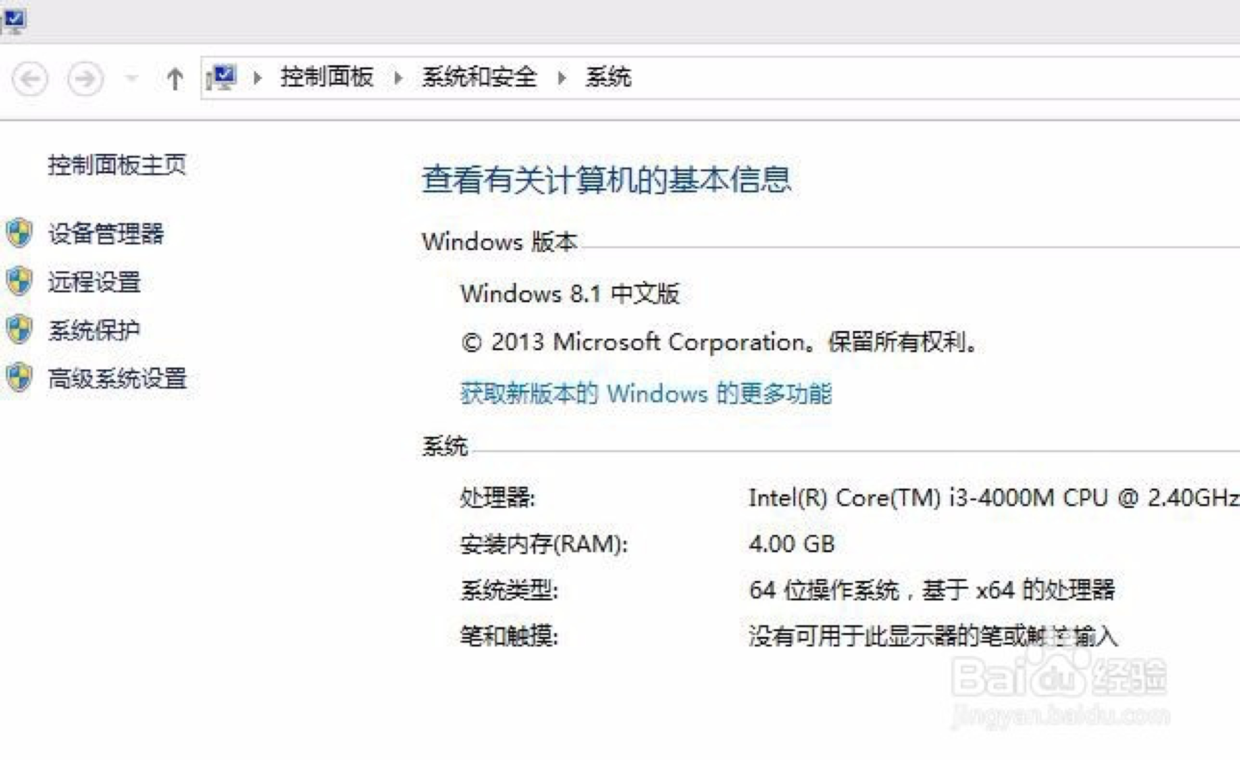 控制面板 系统和安全 系统
控制面板主页
设备管理器
远程设置
系统保护
高级系统设置
查看有关计算机的基本信息
Windows 版本
Windows 8.1 中文版
© 2013 Microsoft Corporation。保留所有权利。
获取新版本的 Windows 的更多功能
系统
处理器: Intel(R) Core(TM) i3-4000M CPU @ 2.40GHz
安装内存(RAM): 4.00 GB
系统类型: 64 位操作系统，基于 x64 的处理器
笔和触摸: 没有可用于此显示器的笔或触控输入
Baidu 经验
jingyan.baidu.com